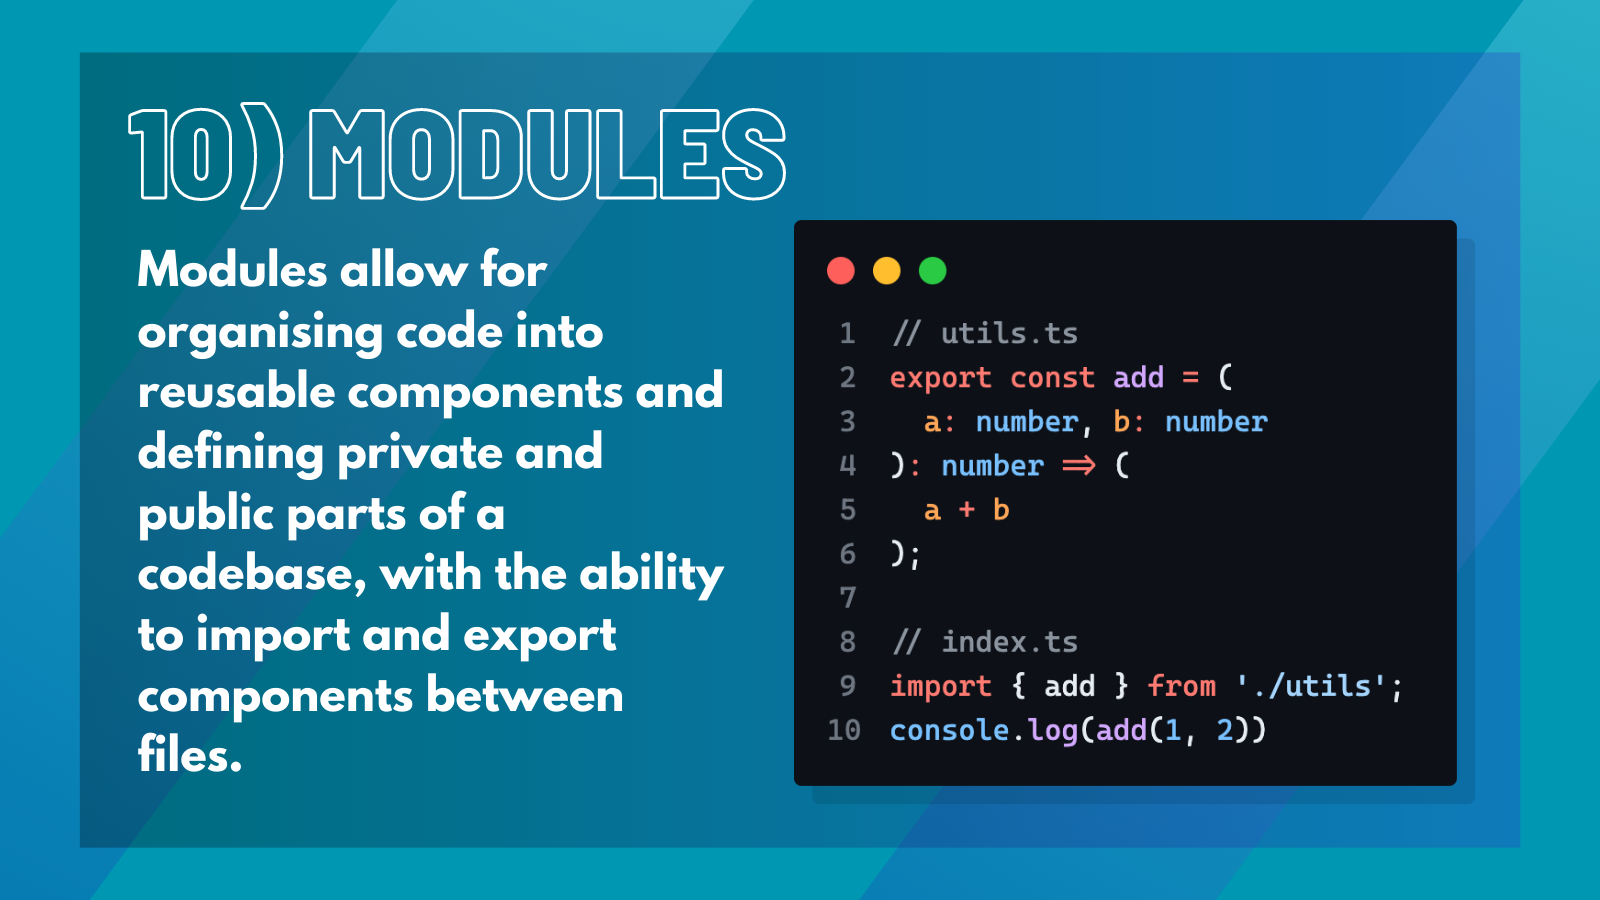 10) MODULES
Modules allow for
organising code into
reusable components and
defining private and
public parts of a
codebase, with the ability
to import and export
components between
files.
1 // utils.ts
2 export const add = (
3   a: number, b: number
4 ): number => (
5   a + b
6 );
7
8 // index.ts
9 import { add } from './utils';
10 console.log(add(1, 2))